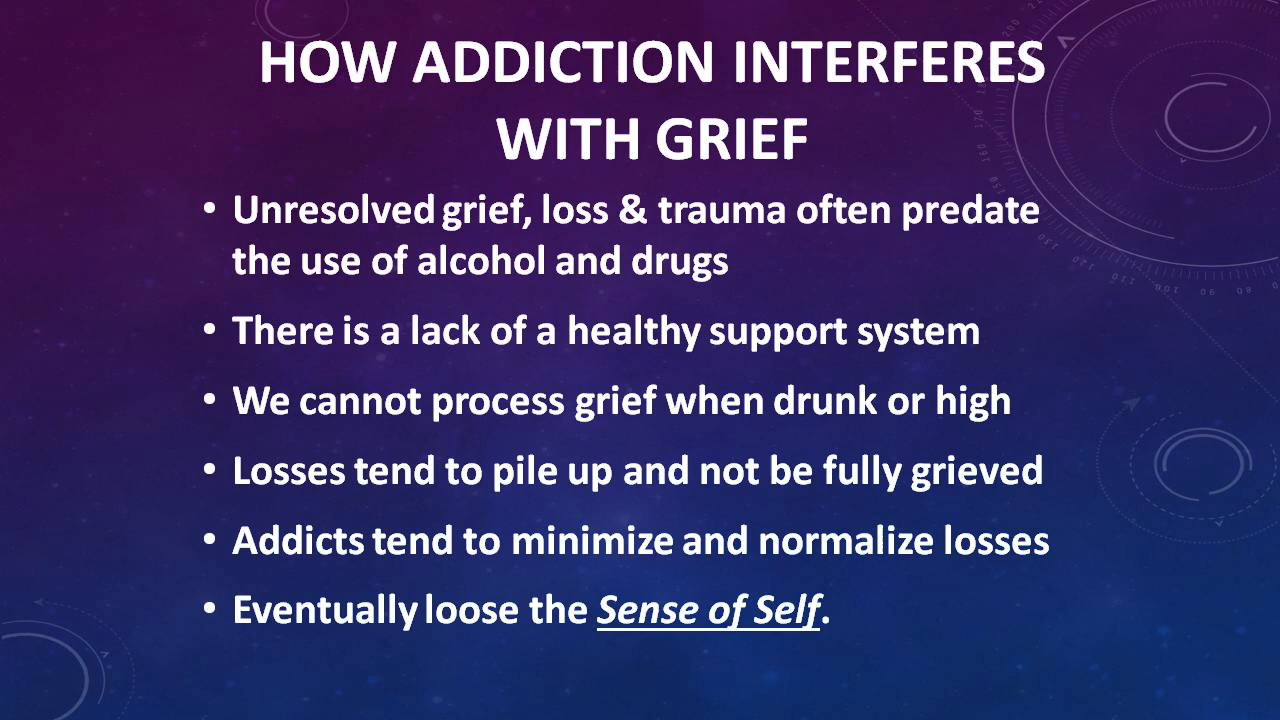 HOW ADDICTION INTERFERES
WITH GRIEF
• Unresolved grief, loss & trauma often predate
the use of alcohol and drugs
• There is a lack of a healthy support system
• We cannot process grief when drunk or high
• Losses tend to pile up and not be fully grieved
• Addicts tend to minimize and normalize losses
• Eventually loose the Sense of Self.